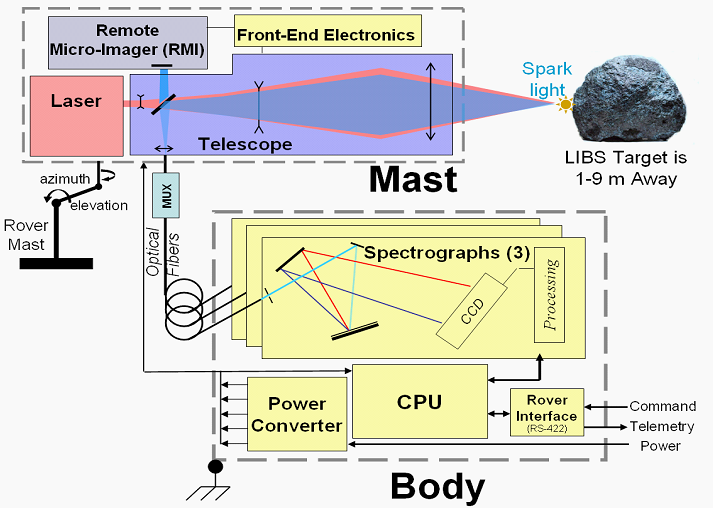 Remote
Micro-Imager (RMI)
Front-End Electronics
Laser
Telescope
Spark
light
LIBS Target is
1-9 m Away
Mast
azimuth
elevation
Rover
Mast
MUX
Optical
Fibers
Spectrographs (3)
CCD
Processing
Power
Converter
CPU
Rover
Interface
(RS-422)
Command
Telemetry
Power
Body